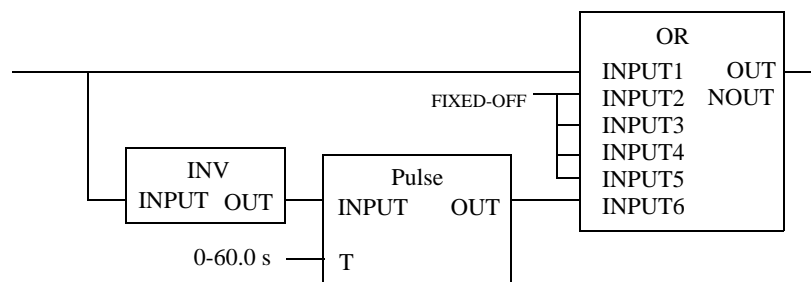 OR
INPUT1 OUT
INPUT2 NOUT
INPUT3
INPUT4
INPUT5
INPUT6
FIXED-OFF
INV
INPUT OUT
Pulse
INPUT OUT
T
0-60.0 s